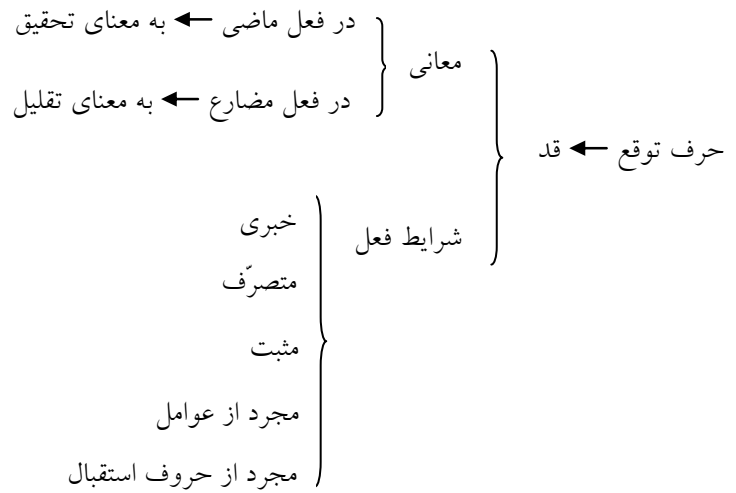 حرف توقع ← قد
معانی
در فعل ماضی ← به معنای تحقیق
در فعل مضارع ← به معنای تقلیل
شرایط فعل
خبری
متصرّف
مثبت
مجرد از عوامل
مجرد از حروف استقبال